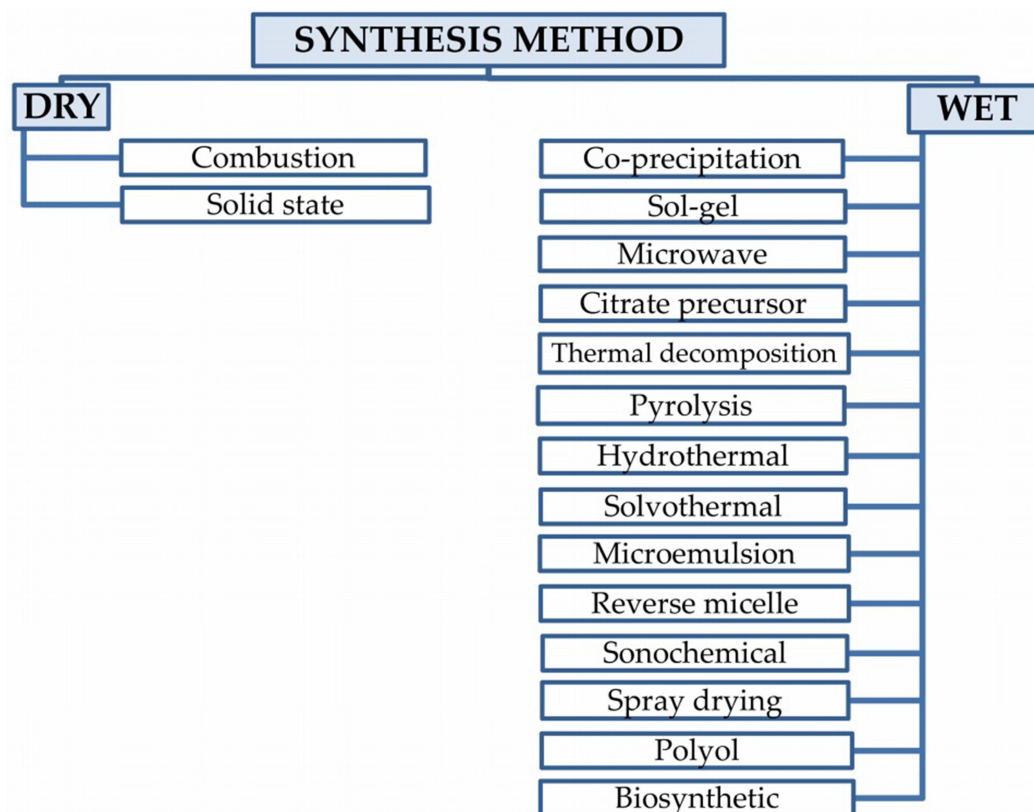 SYNTHESIS METHOD
DRY
WET
Combustion
Solid state
Co-precipitation
Sol-gel
Microwave
Citrate precursor
Thermal decomposition
Pyrolysis
Hydrothermal
Solvothermal
Microemulsion
Reverse micelle
Sonochemical
Spray drying
Polyol
Biosynthetic